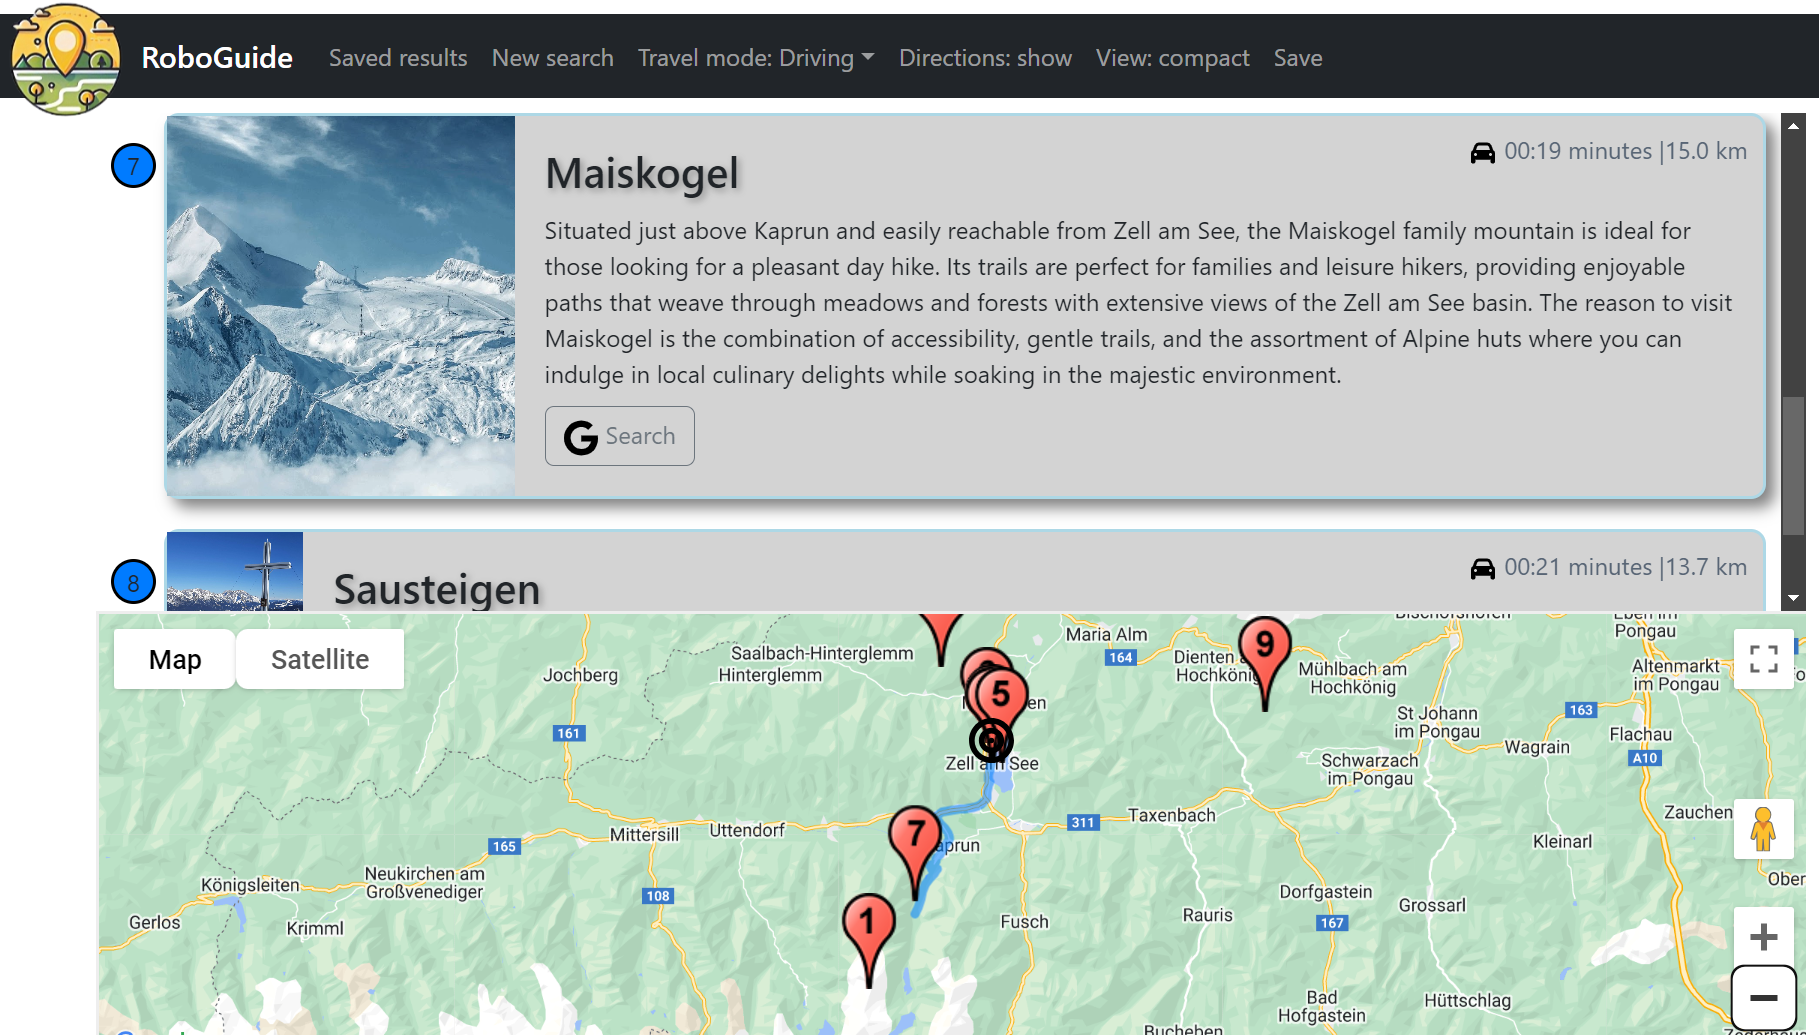 RoboGuide Saved results New search Travel mode: Driving Directions: show View: compact Save
7
Maiskogel
00:19 minutes |15.0 km
Situated just above Kaprun and easily reachable from Zell am See, the Maiskogel family mountain is ideal for
those looking for a pleasant day hike. Its trails are perfect for families and leisure hikers, providing enjoyable
paths that weave through meadows and forests with extensive views of the Zell am See basin. The reason to visit
Maiskogel is the combination of accessibility, gentle trails, and the assortment of Alpine huts where you can
indulge in local culinary delights while soaking in the majestic environment.
G Search
8
Sausteigen
00:21 minutes |13.7 km
Map Satellite
Bischofshofen
Eben im
Pongau
Maria Alm
164
Saalbach-Hinterglemm
Hinterglemm
Jochberg
5
en
9
Dienten a
Hochkönig
Mühlbach am
Hochkönig
Altenmarkt
im Pongau
161
163
St Johann
im Pongau
Flachau
Wagrain
A10
Zell am See
Schwarzach
im Pongau
Zauchen
Taxenbach
311
7
aprun
Uttendorf
Mittersill
165
Kleinarl
Ober
Neukirchen am
Großvenediger
Königsleiten
108
Dorfgastein
Grossarl
Gerlos
Krimml
1
Fusch
Rauris
167
Bad
Hofgastein
Hüttschlag
Bucheben